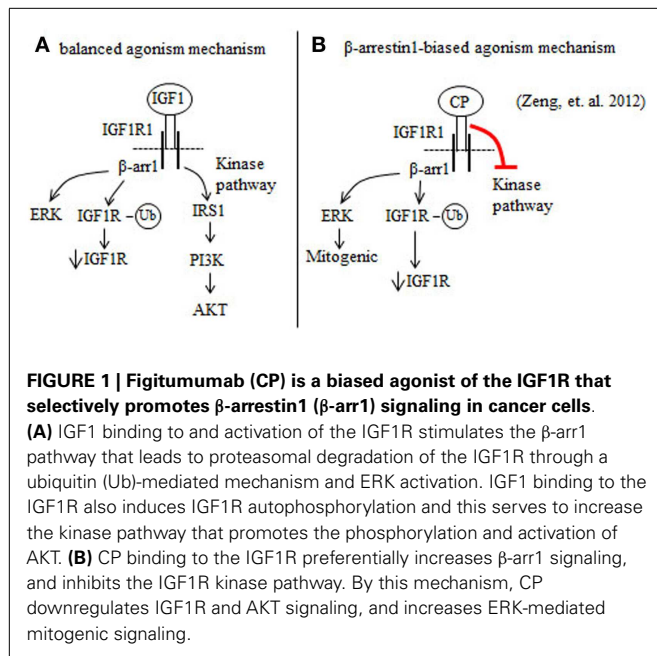 A balanced agonism mechanism
IGF1
IGF1R1
β-arr1
Kinase
pathway
ERK
IGF1R – Ub
IRS1
IGF1R
PI3K
AKT
B β-arrestin1-biased agonism mechanism
CP
(Zeng, et. al. 2012)
IGF1R1
β-arr1
Kinase
pathway
ERK
IGF1R – Ub
Mitogenic
IGF1R
FIGURE 1 | Figitumumab (CP) is a biased agonist of the IGF1R that
selectively promotes β-arrestin1 (β-arr1) signaling in cancer cells.
(A) IGF1 binding to and activation of the IGF1R stimulates the β-arr1
pathway that leads to proteasomal degradation of the IGF1R through a
ubiquitin (Ub)-mediated mechanism and ERK activation. IGF1 binding to the
IGF1R also induces IGF1R autophosphorylation and this serves to increase
the kinase pathway that promotes the phosphorylation and activation of
AKT. (B) CP binding to the IGF1R preferentially increases β-arr1 signaling,
and inhibits the IGF1R kinase pathway. By this mechanism, CP
downregulates IGF1R and AKT signaling, and increases ERK-mediated
mitogenic signaling.